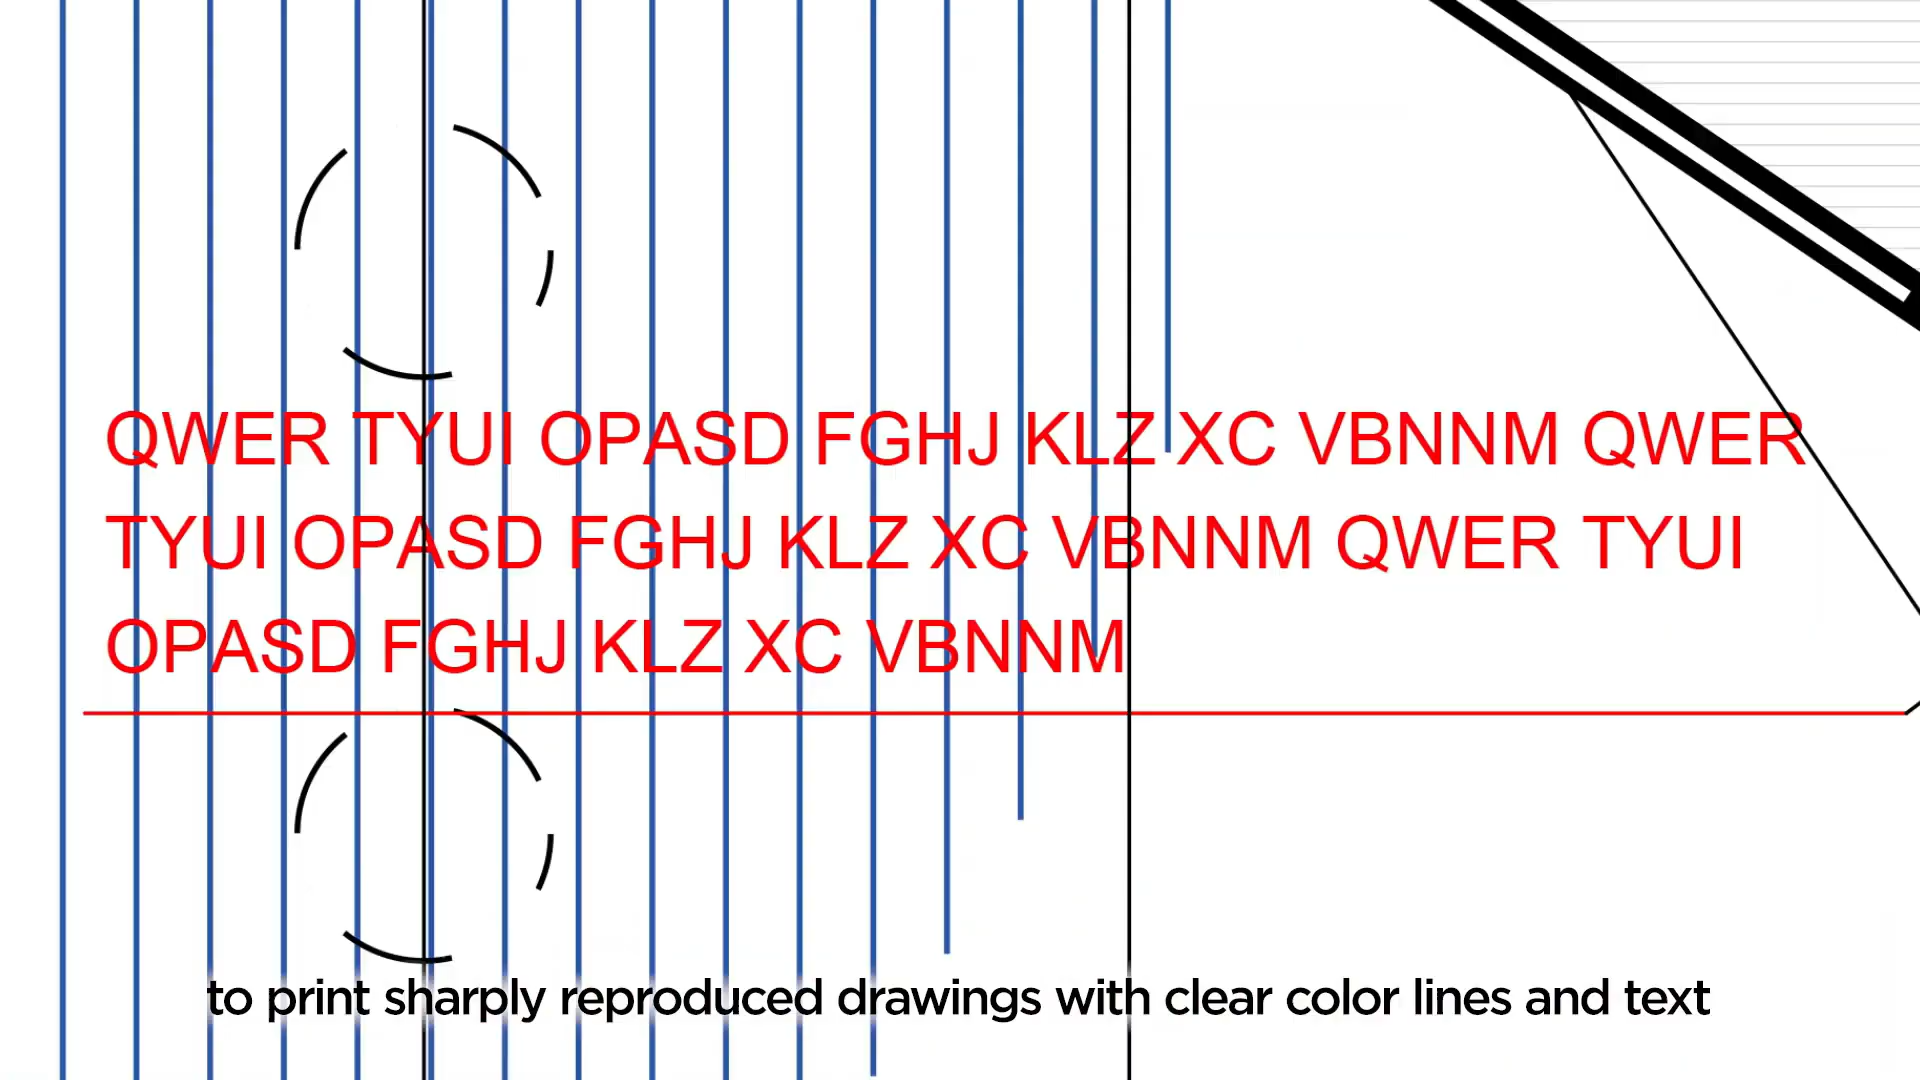 QWER TYUI OPASD FGHJ KLZ XC VBNNM QWER
TYUI OPASD FGHJ KLZ XC VBNNM QWER TYUI
OPASD FGHJ KLZ XC VBNNM
to print sharply reproduced drawings with clear color lines and text